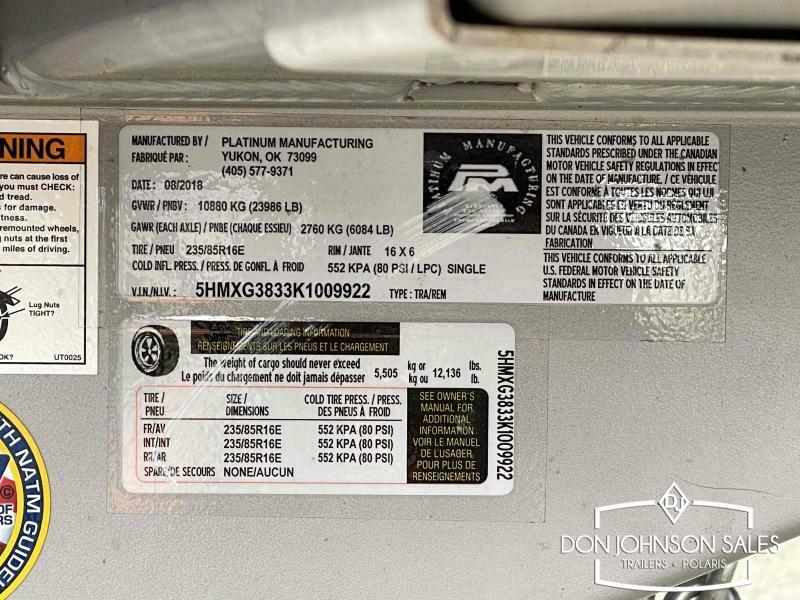 NING
re can cause loss of
you must CHECK:
d tread.
s for damage.
tness.
remounted wheels,
g nuts at the first
miles of driving.
Lug Nuts
TIGHT?
OK?
UT0025
MANUFACTURED BY / PLATINUM MANUFACTURING
FABRIQUÉ PAR : YUKON, OK 73099
(405) 577-9371
DATE : 08/2018
GVWR / PNBV : 10880 KG (23986 LB)
GAWR (EACH AXLE) / PNBE (CHAQUE ESSIEU) 2760 KG (6084 LB)
TIRE / PNEU 235/85R16E RIM / JANTE 16 X 6
COLD INFL. PRESS. / PRESS. DE GONFL. À FROID 552 KPA (80 PSI / LPC) SINGLE
V.I.N./N.I.V.: 5HMXG3833K1009922 TYPE : TRA/REM
PLATINUM MANUFACTURING
PM
THIS VEHICLE CONFORMS TO ALL APPLICABLE
STANDARDS PRESCRIBED UNDER THE CANADIAN
MOTOR VEHICLE SAFETY REGULATIONS IN EFFECT
ON THE DATE OF MANUFACTURE. / CE VÉHICULE
EST CONFORME À TOUTES LES NORMES QUI LUI
SONT APPLICABLES EN VERTU DU RÈGLEMENT
SUR LA SÉCURITÉ DES VÉHICULES AUTOMOBILES
DU CANADA EN VIGUEUR À LA DATE DE SA
FABRICATION
THIS VEHICLE CONFORMS TO ALL APPLICABLE
U.S. FEDERAL MOTOR VEHICLE SAFETY
STANDARDS IN EFFECT ON THE DATE OF
MANUFACTURE
TIRE AND LOADING INFORMATION
RENSEIGNEMENTS SUR LES PNEUS ET LE CHARGEMENT
The weight of cargo should never exceed
Le poids du chargement ne doit jamais dépasser 5,505 kg or
kg ou 12,136 lbs.
lb.
TIRE /
PNEU
SIZE /
DIMENSIONS
COLD TIRE PRESS. / PRESS.
DES PNEUS À FROID
FR/AV 235/85R16E 552 KPA (80 PSI)
INT/INT 235/85R16E 552 KPA (80 PSI)
RR/AR 235/85R16E 552 KPA (80 PSI)
SPARE/DE SECOURS NONE/AUCUN
SEE OWNER'S
MANUAL FOR
ADDITIONAL
INFORMATION.
VOIR LE MANUEL
DE L'USAGER
POUR PLUS DE
RENSEIGNEMENTS
5HMXG3833K1009922
TH NATM GUIDE
OF
RS
DJ
DON JOHNSON SALES
TRAILERS & POLARIS